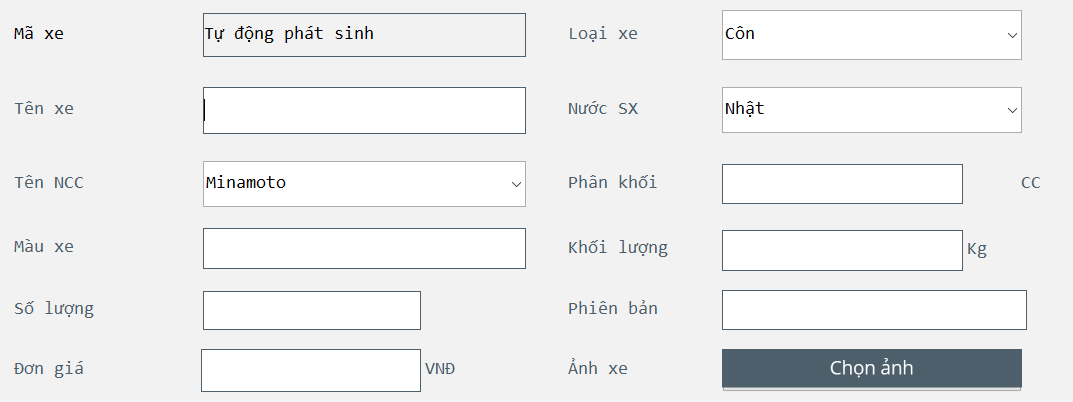 Mã xe Tự động phát sinh Loại xe Côn
Tên xe Nước SX Nhật
Tên NCC Minamoto Phân khối CC
Màu xe Khối lượng Kg
Số lượng Phiên bản
Đơn giá VNĐ Ảnh xe Chọn ảnh